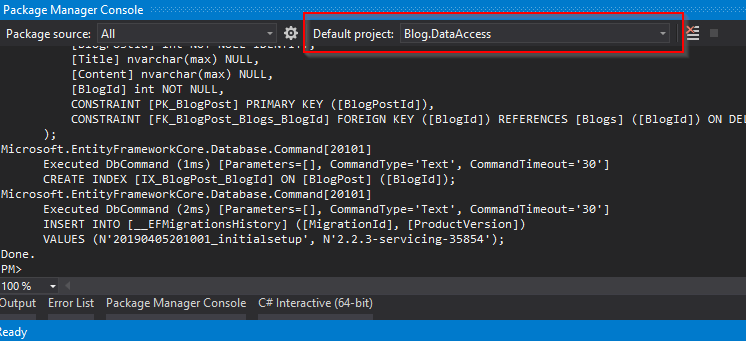 Package Manager Console
Package source: All Default project: Blog.DataAccess
[BlogPostId] int NOT NULL IDENTITY,
[Title] nvarchar(max) NULL,
[Content] nvarchar(max) NULL,
[BlogId] int NOT NULL,
CONSTRAINT [PK_BlogPost] PRIMARY KEY ([BlogPostId]),
CONSTRAINT [FK_BlogPost_Blogs_BlogId] FOREIGN KEY ([BlogId]) REFERENCES [Blogs] ([BlogId]) ON DEL
);
Microsoft.EntityFrameworkCore.Database.Command[20101]
Executed DbCommand (1ms) [Parameters=[], CommandType='Text', CommandTimeout='30']
CREATE INDEX [IX_BlogPost_BlogId] ON [BlogPost] ([BlogId]);
Microsoft.EntityFrameworkCore.Database.Command[20101]
Executed DbCommand (2ms) [Parameters=[], CommandType='Text', CommandTimeout='30']
INSERT INTO [__EFMigrationsHistory] ([MigrationId], [ProductVersion])
VALUES (N'20190405201001_initialsetup', N'2.2.3-servicing-35854');
Done.
PM>
100 %
Output Error List Package Manager Console C# Interactive (64-bit)
Ready